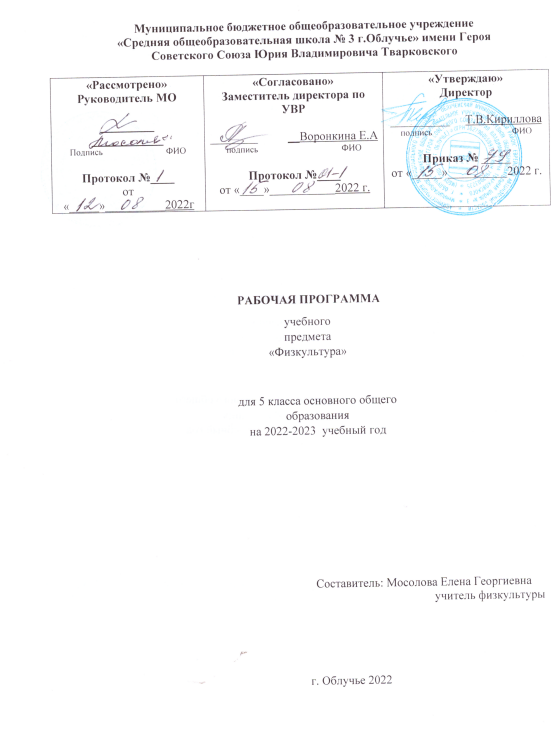 Муниципальное бюджетное общеобразовательное учреждение
«Средняя общеобразовательная школа № 3 г.Облучье» имени Героя
Советского Союза Юрия Владимировича Тварковского
«Рассмотрено»
Руководитель МО
Подпись ФИО
Протокол № 1
от
«12» 08 2022г
«Согласовано»
Заместитель директора по
УВР
Воронкина Е.А
подпись ФИО
Протокол № 01-1
от «15» 08 2022 г.
«Утверждаю»
Директор
Т.В.Кириллова
подпись ФИО
Приказ № 99
от «15» 08 2022 г.
РАБОЧАЯ ПРОГРАММА
учебного
предмета
«Физкультура»
для 5 класса основного общего
образования
на 2022-2023 учебный год
Составитель: Мосолова Елена Георгиевна
учитель физкультуры
г. Облучье 2022